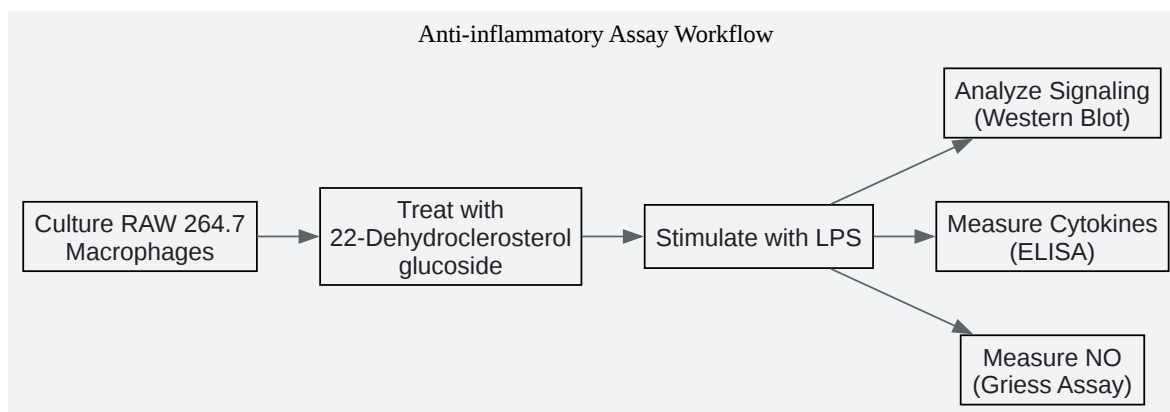 Anti-inflammatory Assay Workflow
Culture RAW 264.7
Macrophages
Treat with
22-Dehydroclerosterol
glucoside
Stimulate with LPS
Analyze Signaling
(Western Blot)
Measure Cytokines
(ELISA)
Measure NO
(Griess Assay)